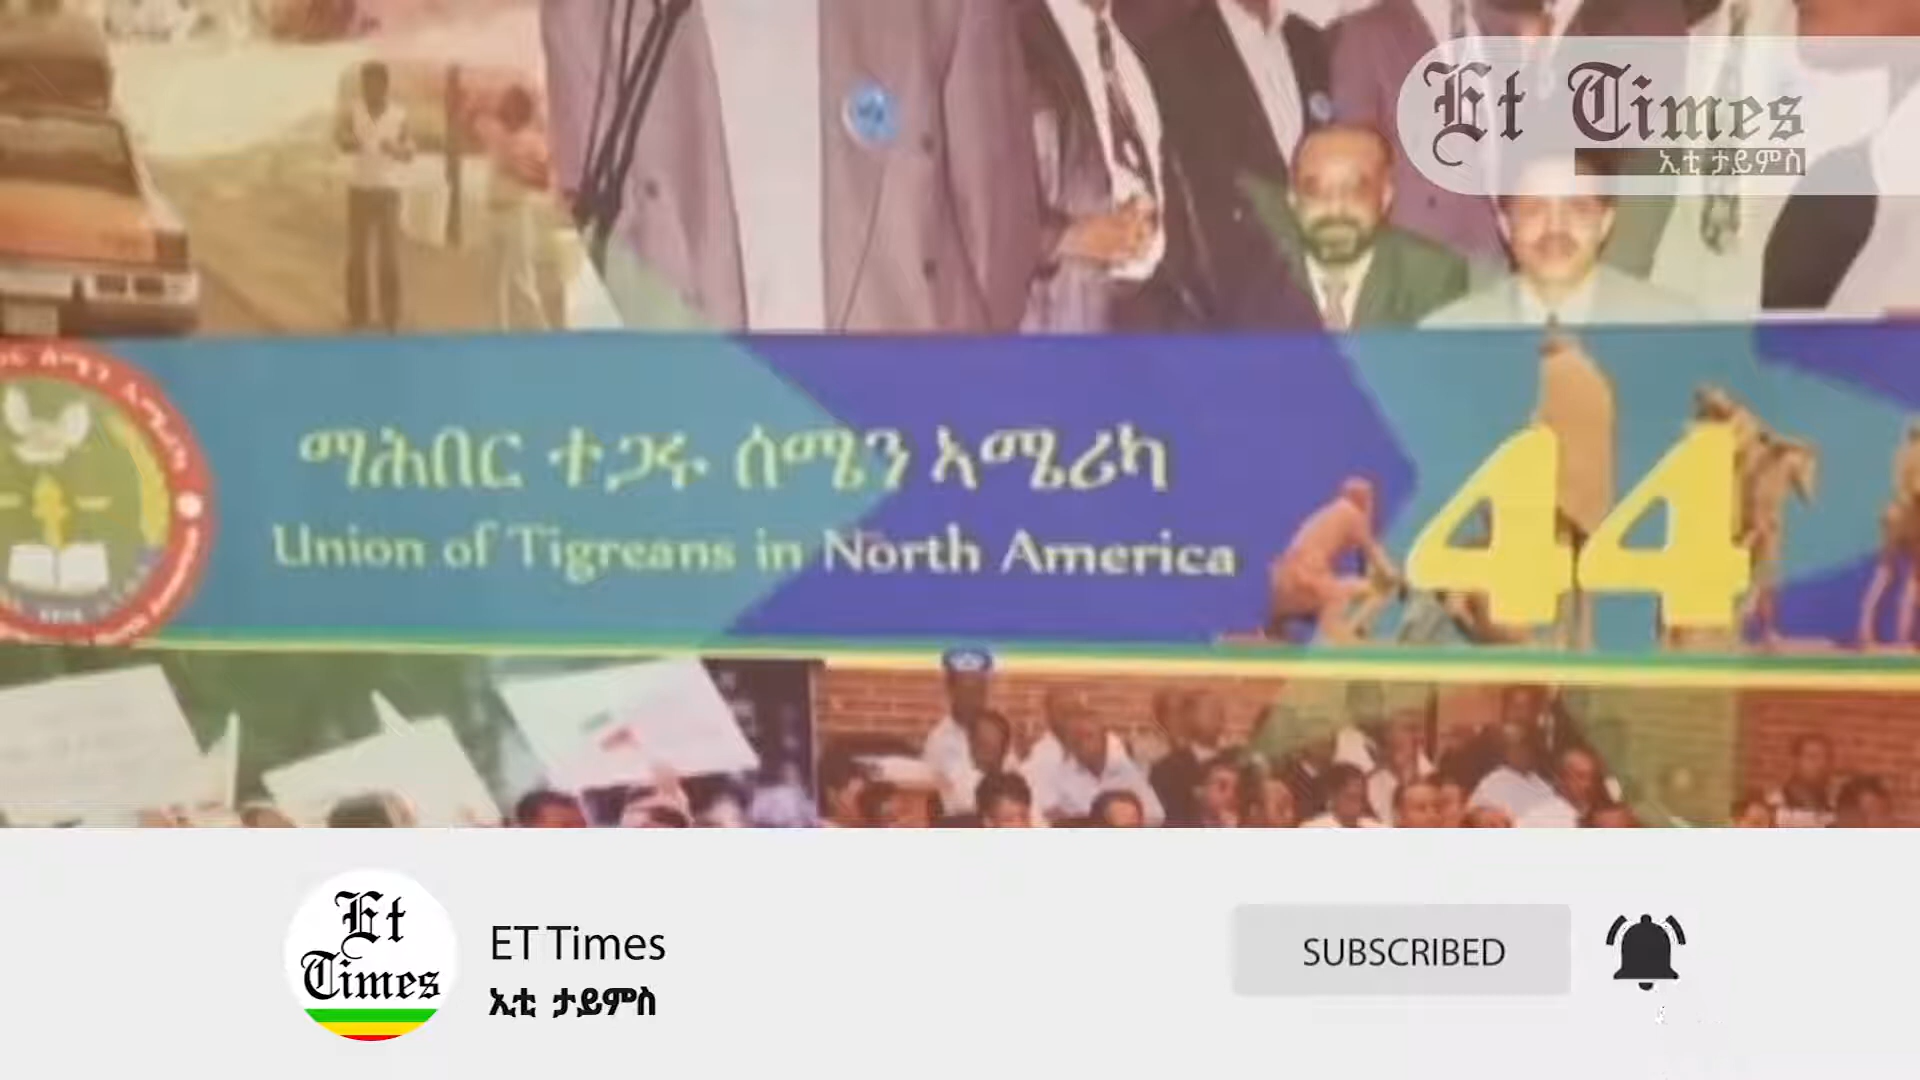 Et Times
ኢቲ ታይምስ
ማሕበር ተጋሩ ሰሜን ኣሜሪካ
Union of Tigreans in North America
44
Et
Times
ET Times
ኢቲ ታይምስ
SUBSCRIBED